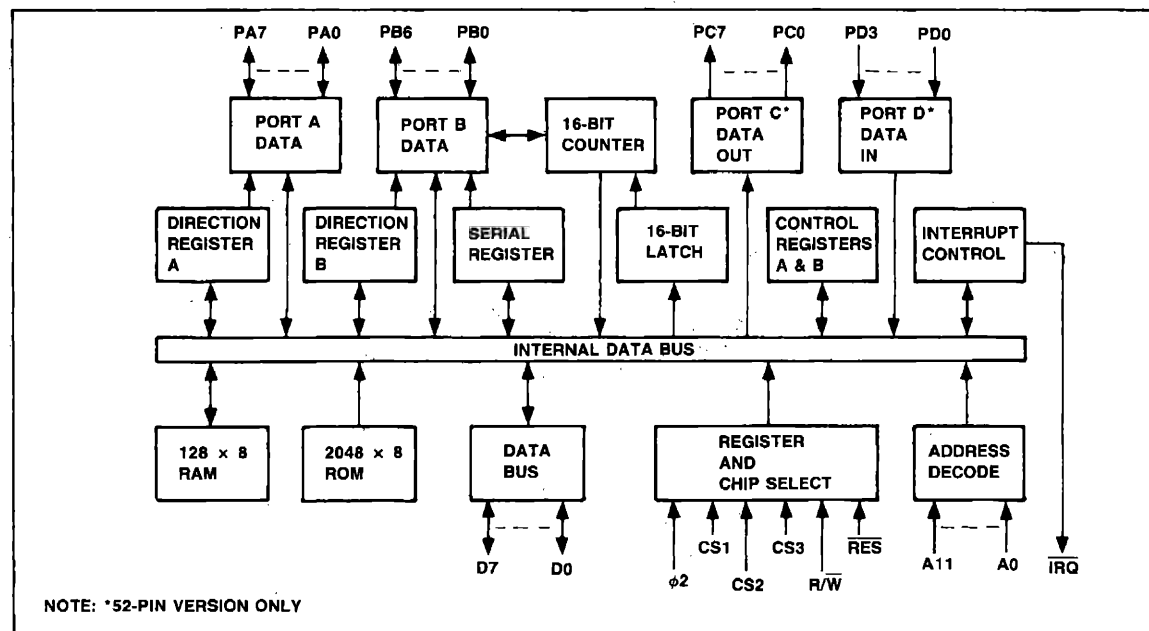 PA7 PA0 PB6 PB0 PC7 PC0 PD3 PD0
PORT A
DATA
PORT B
DATA
16-BIT
COUNTER
PORT C*
DATA
OUT
PORT D*
DATA
IN
DIRECTION
REGISTER
A
DIRECTION
REGISTER
B
SERIAL
REGISTER
16-BIT
LATCH
CONTROL
REGISTERS
A & B
INTERRUPT
CONTROL
INTERNAL DATA BUS
128 × 8
RAM
2048 × 8
ROM
DATA
BUS
REGISTER
AND
CHIP SELECT
ADDRESS
DECODE
D7 D0 ϕ2 CS1 CS2 CS3 R/W̅ R̅E̅S̅ A11 A0 I̅R̅Q̅
NOTE: *52-PIN VERSION ONLY